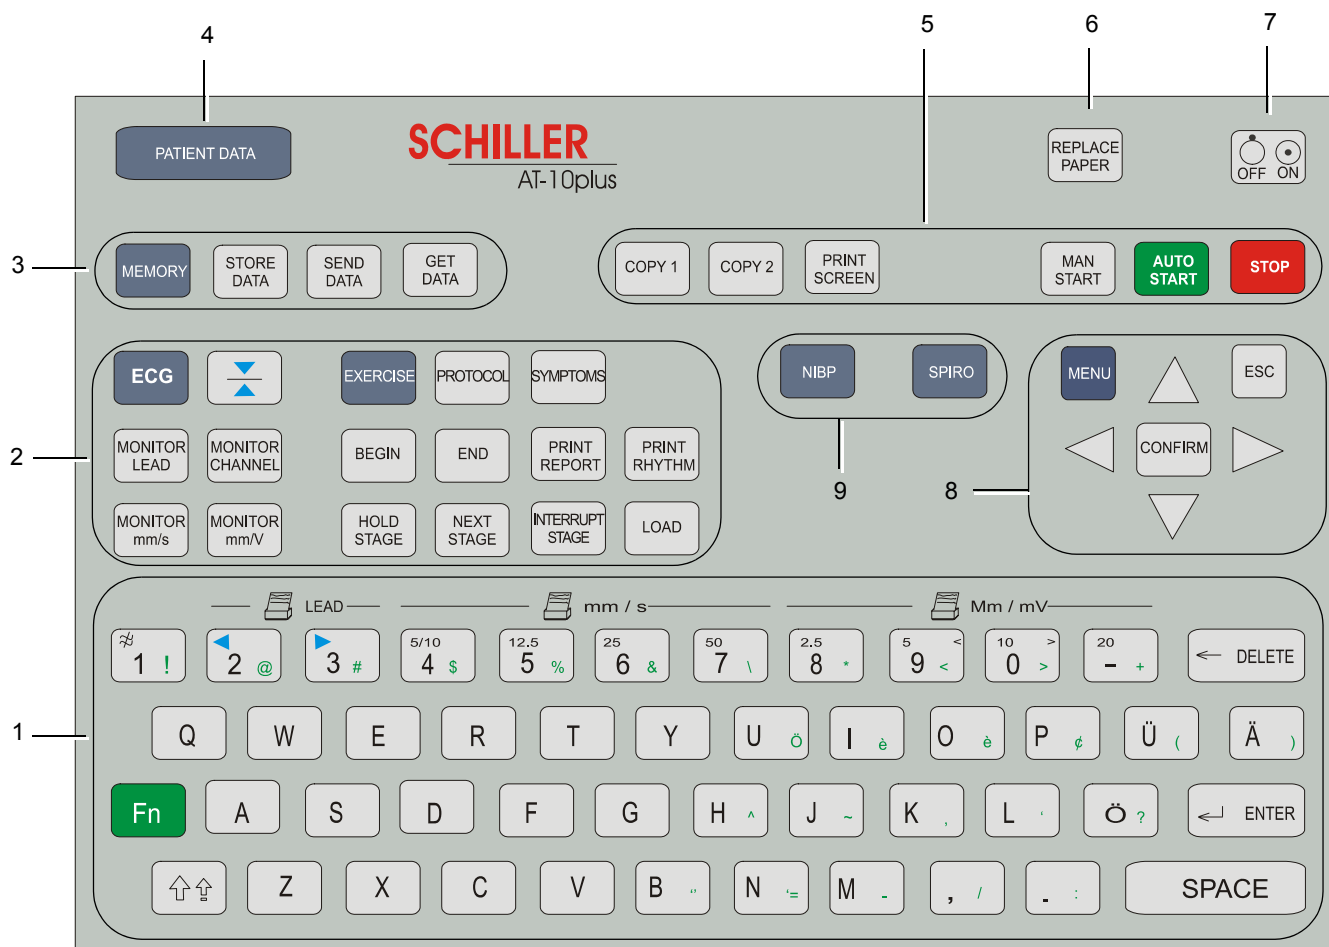 4
5
6
7
PATIENT DATA
SCHILLER
AT-10plus
REPLACE
PAPER
OFF ON
3
MEMORY
STORE
DATA
SEND
DATA
GET
DATA
COPY 1
COPY 2
PRINT
SCREEN
MAN
START
AUTO
START
STOP
2
ECG
EXERCISE
PROTOCOL
SYMPTOMS
MONITOR
LEAD
MONITOR
CHANNEL
BEGIN
END
PRINT
REPORT
PRINT
RHYTHM
MONITOR
mm/s
MONITOR
mm/V
HOLD
STAGE
NEXT
STAGE
INTERRUPT
STAGE
LOAD
NIBP
SPIRO
9
8
MENU
ESC
CONFIRM
1
LEAD
mm / s
Mm / mV
1 !
2 @
3 #
5/10
4 $
12.5
5 %
25
6 &
50
7 \
2.5
8 *
5 <
9 <
10 >
0 >
20
- +
← DELETE
Q
W
E
R
T
Y
U ö
I è
O è
P ¢
Ü (
Ä )
Fn
A
S
D
F
G
H ^
J ~
K ,
L '
Ö ?
ENTER
Z
X
C
V
B “
N ‘=
M -
, /
. :
SPACE